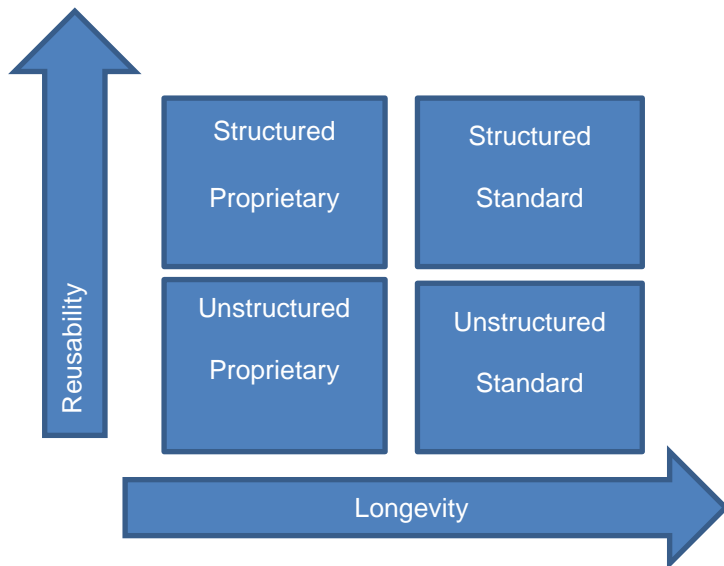 Structured
Proprietary
Structured
Standard
Unstructured
Proprietary
Unstructured
Standard
Reusability
Longevity